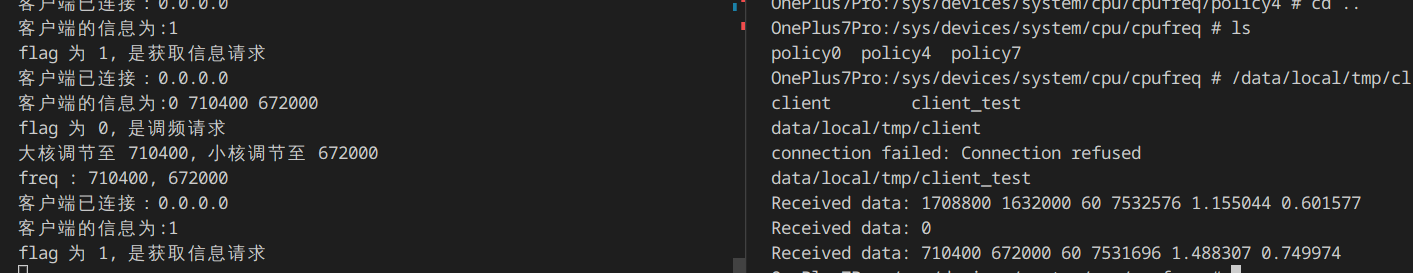 客户端已连接：0.0.0.0
客户端的信息为:1
flag 为 1, 是获取信息请求
客户端已连接：0.0.0.0
客户端的信息为:0 710400 672000
flag 为 0, 是调频请求
大核调节至 710400, 小核调节至 672000
freq : 710400, 672000
客户端已连接：0.0.0.0
客户端的信息为:1
flag 为 1, 是获取信息请求
OnePlus7Pro:/sys/devices/system/cpu/cpufreq/policy4 # cd ..
OnePlus7Pro:/sys/devices/system/cpu/cpufreq # ls
policy0 policy4 policy7
OnePlus7Pro:/sys/devices/system/cpu/cpufreq # /data/local/tmp/cl
client client_test
data/local/tmp/client
connection failed: Connection refused
data/local/tmp/client_test
Received data: 1708800 1632000 60 7532576 1.155044 0.601577
Received data: 0
Received data: 710400 672000 60 7531696 1.488307 0.749974